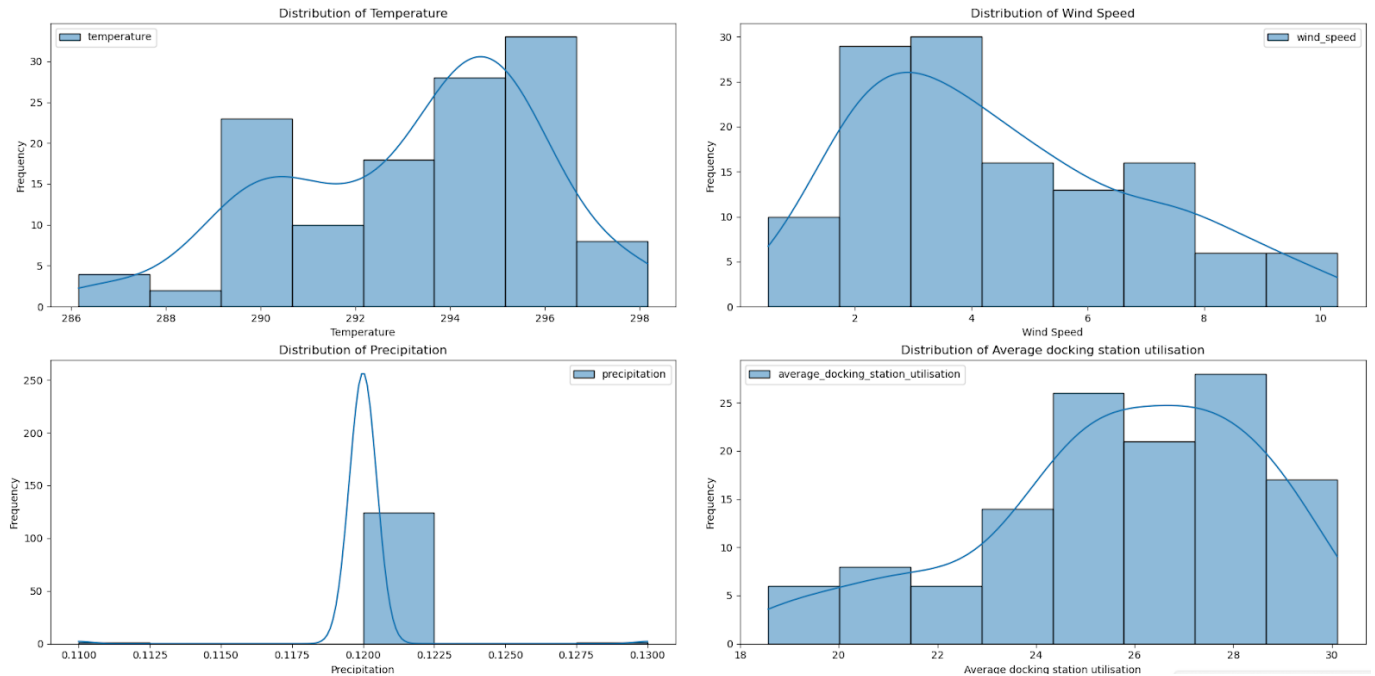 Distribution of Temperature
temperature
30
25
20
15
10
5
0
Frequency
286 288 290 292 294 296 298
Temperature
Distribution of Wind Speed
wind_speed
30
25
20
15
10
5
0
Frequency
2 4 6 8 10
Wind Speed
Distribution of Precipitation
precipitation
250
200
150
100
50
0
Frequency
0.1100 0.1125 0.1150 0.1175 0.1200 0.1225 0.1250 0.1275 0.1300
Precipitation
Distribution of Average docking station utilisation
average_docking_station_utilisation
25
20
15
10
5
0
Frequency
18 20 22 24 26 28 30
Average docking station utilisation